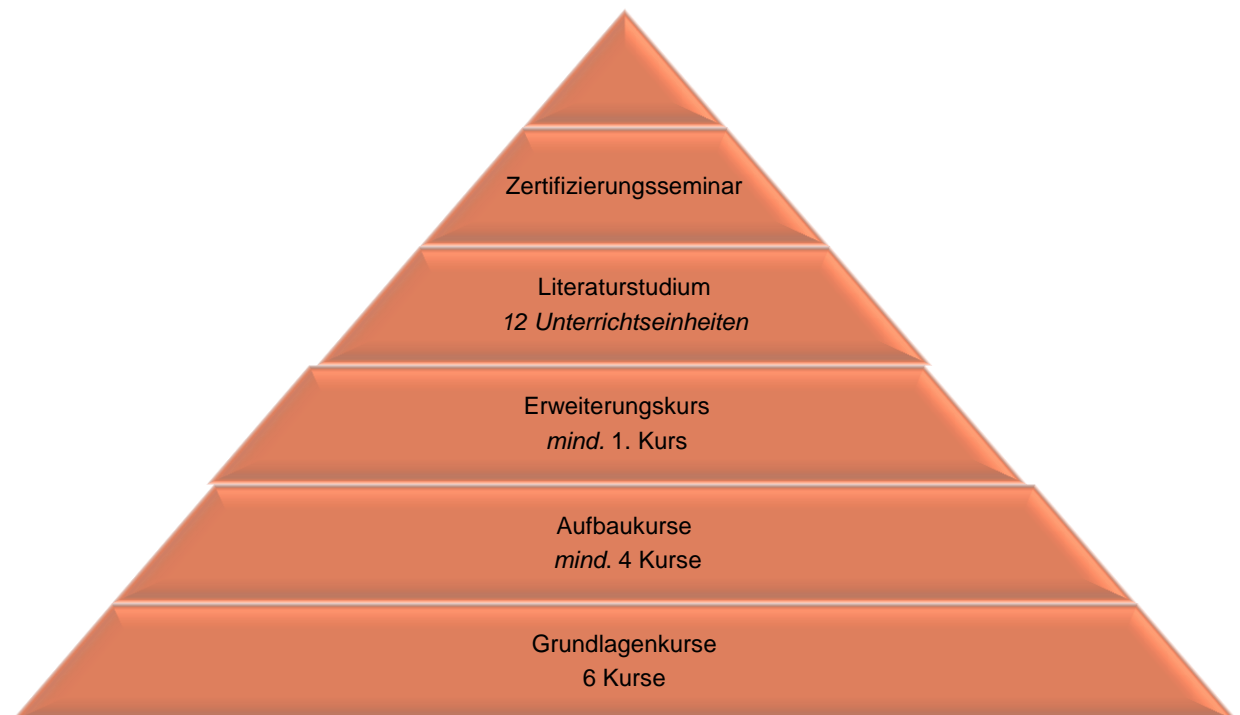 Zertifizierungsseminar
Literaturstudium
12 Unterrichtseinheiten
Erweiterungskurs
mind. 1. Kurs
Aufbaukurse
mind. 4 Kurse
Grundlagenkurse
6 Kurse